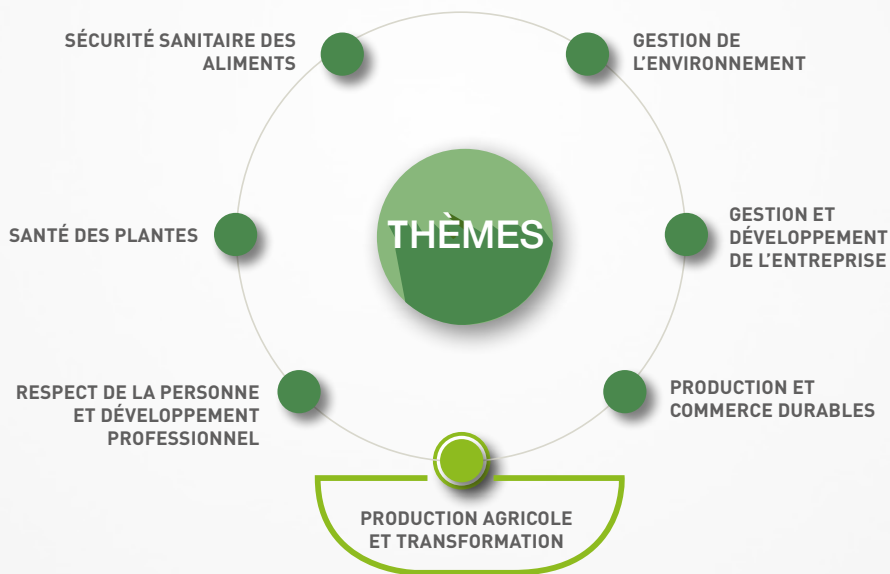 SÉCURITÉ SANITAIRE DES
ALIMENTS
GESTION DE
L'ENVIRONNEMENT
THÈMES
SANTÉ DES PLANTES
GESTION ET
DÉVELOPPEMENT
DE L'ENTREPRISE
RESPECT DE LA PERSONNE
ET DÉVELOPPEMENT
PROFESSIONNEL
PRODUCTION ET
COMMERCE DURABLES
PRODUCTION AGRICOLE
ET TRANSFORMATION